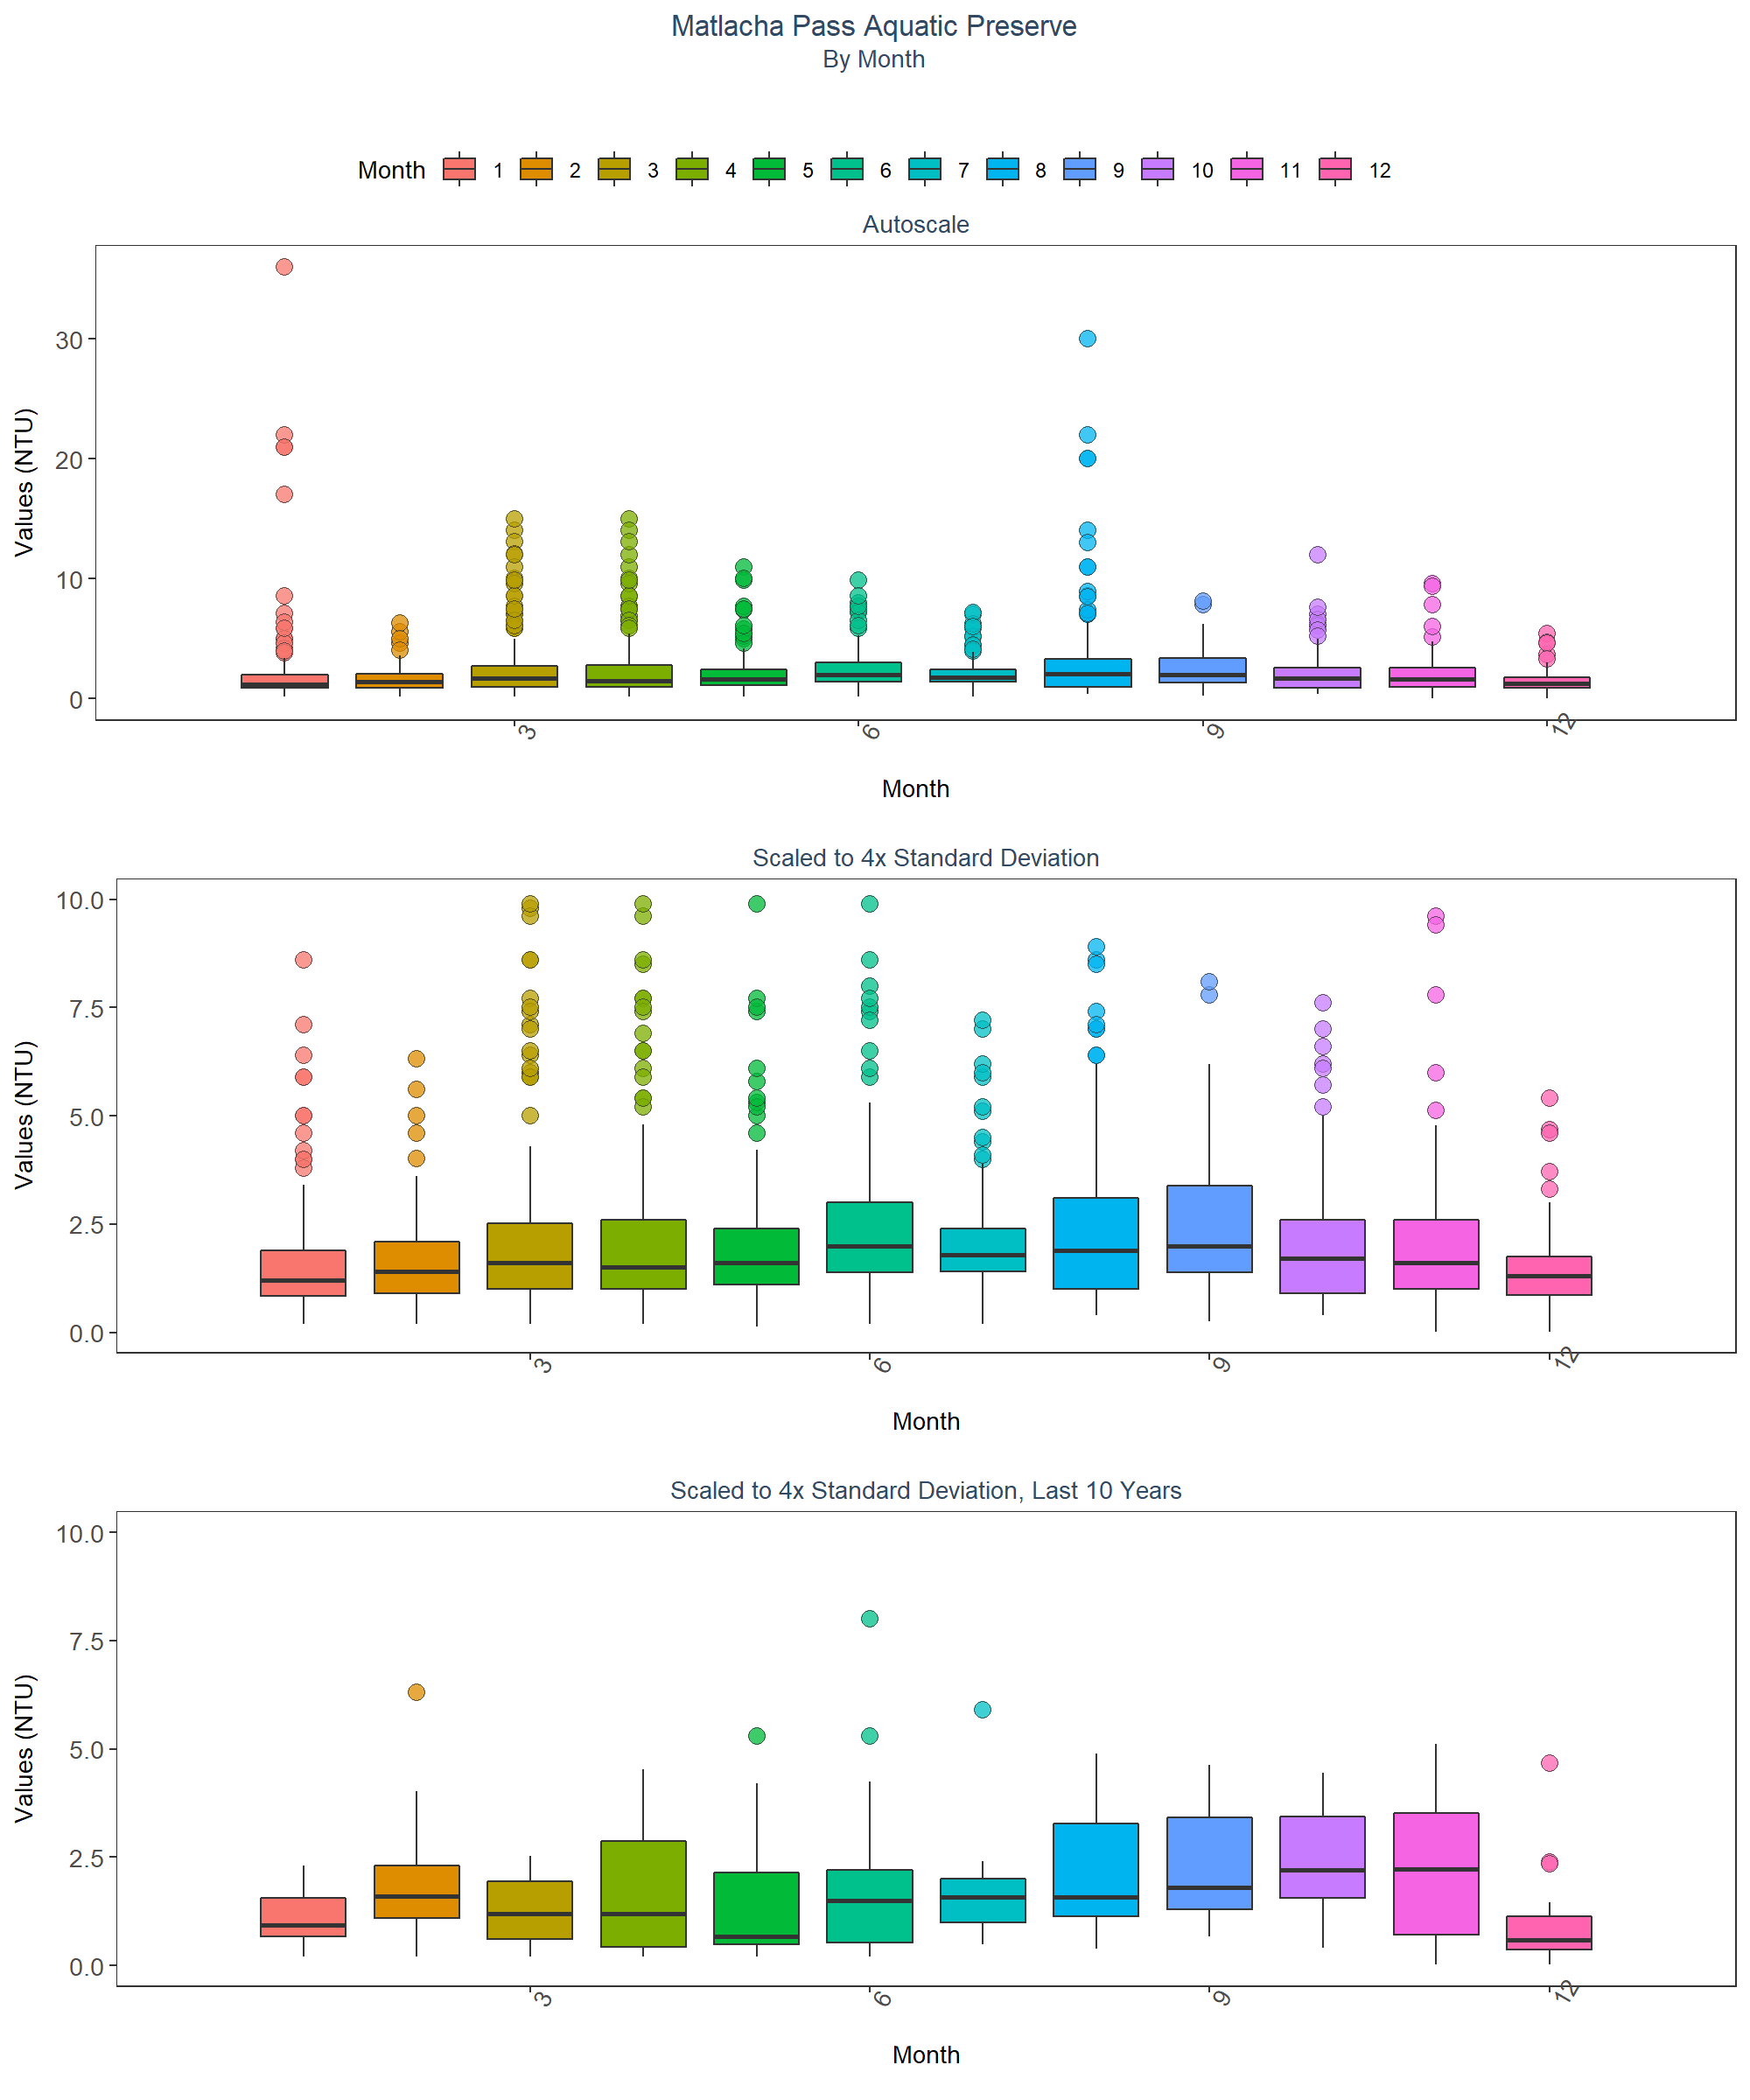 Matlacha Pass Aquatic Preserve
By Month
Month 1 2 3 4 5 6 7 8 9 10 11 12
Autoscale
Values (NTU)
30
20
10
0
3 6 9 12
Month
Scaled to 4x Standard Deviation
Values (NTU)
10.0
7.5
5.0
2.5
0.0
3 6 9 12
Month
Scaled to 4x Standard Deviation, Last 10 Years
Values (NTU)
10.0
7.5
5.0
2.5
0.0
3 6 9 12
Month